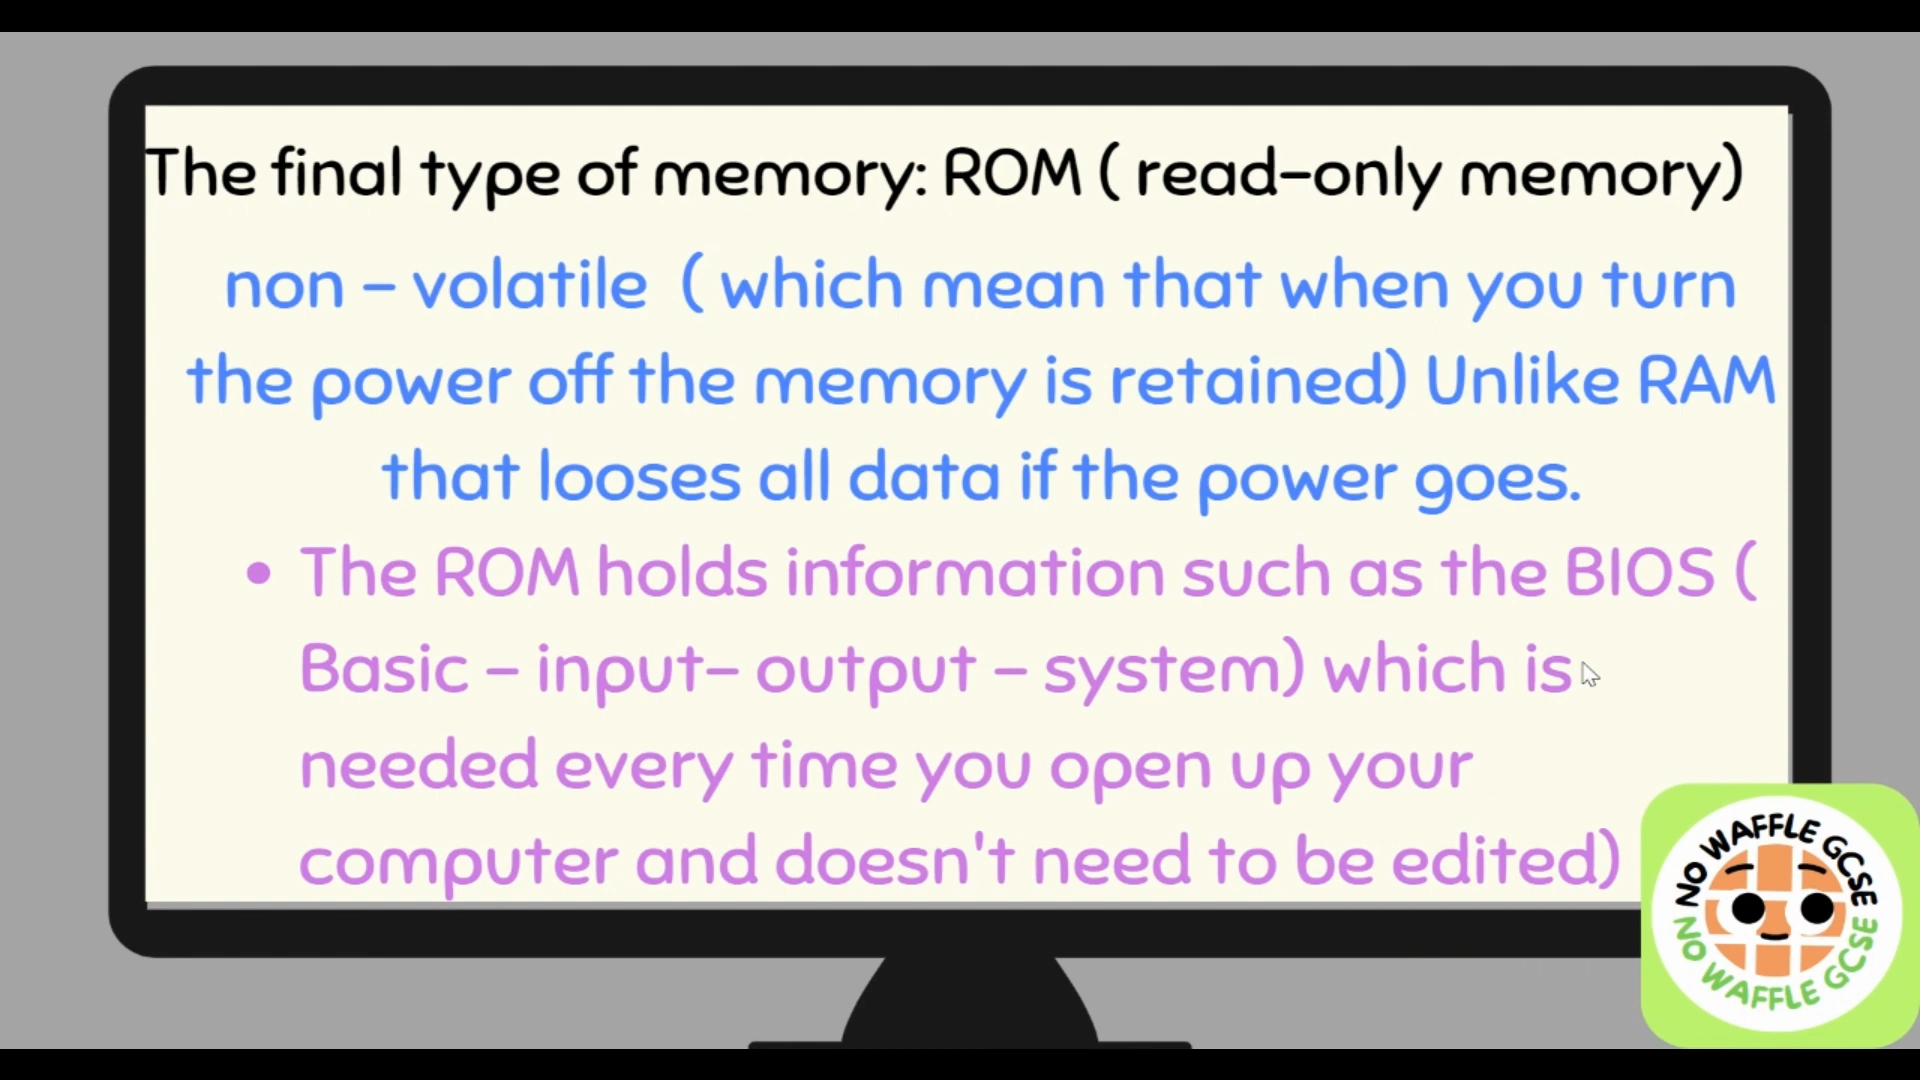 The final type of memory: ROM ( read-only memory)
non - volatile ( which mean that when you turn
the power off the memory is retained) Unlike RAM
that looses all data if the power goes.
• The ROM holds information such as the BIOS (
Basic - input- output - system) which is
needed every time you open up your
computer and doesn't need to be edited)
NO WAFFLE GCSE
NO WAFFLE GCSE